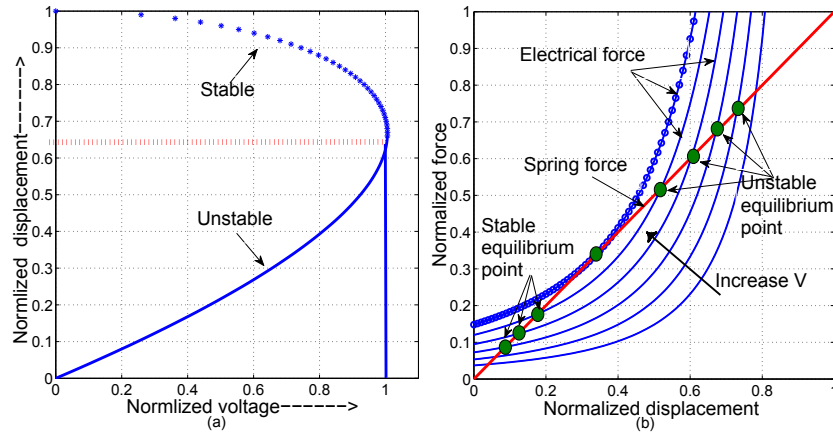 1
0.9
0.8
0.7
0.6
0.5
0.4
0.3
0.2
0.1
0
Normlized displacement------>
Stable
Unstable
0
0.2
0.4
0.6
0.8
1
Normlized voltage------>
(a)
1
0.9
0.8
0.7
0.6
0.5
0.4
0.3
0.2
0.1
0
Normalized force
Electrical force
Spring force
Unstable
equilibrium
point
Stable
equilibrium
point
Increase V
0
0.2
0.4
0.6
0.8
1
Normalized displacement
(b)